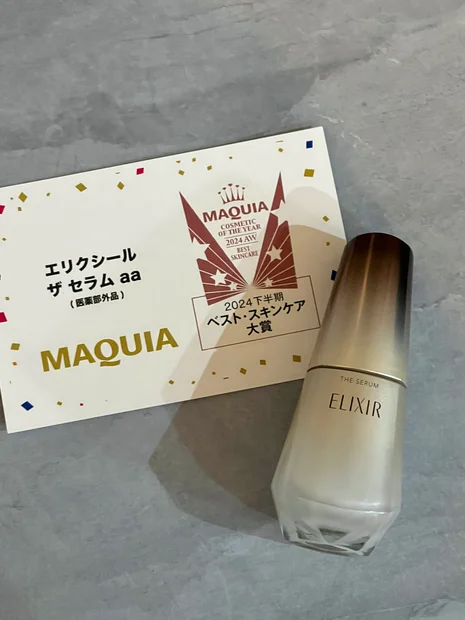 エリクシール
ザ セラム aa
(医薬部外品)
MAQUIA
MAQUIA
COSMETIC
OF THE YEAR
2024 AW
BEST
SKINCARE
2024下半期
ベスト・スキンケア
大賞
THE SERUM
ELIXIR